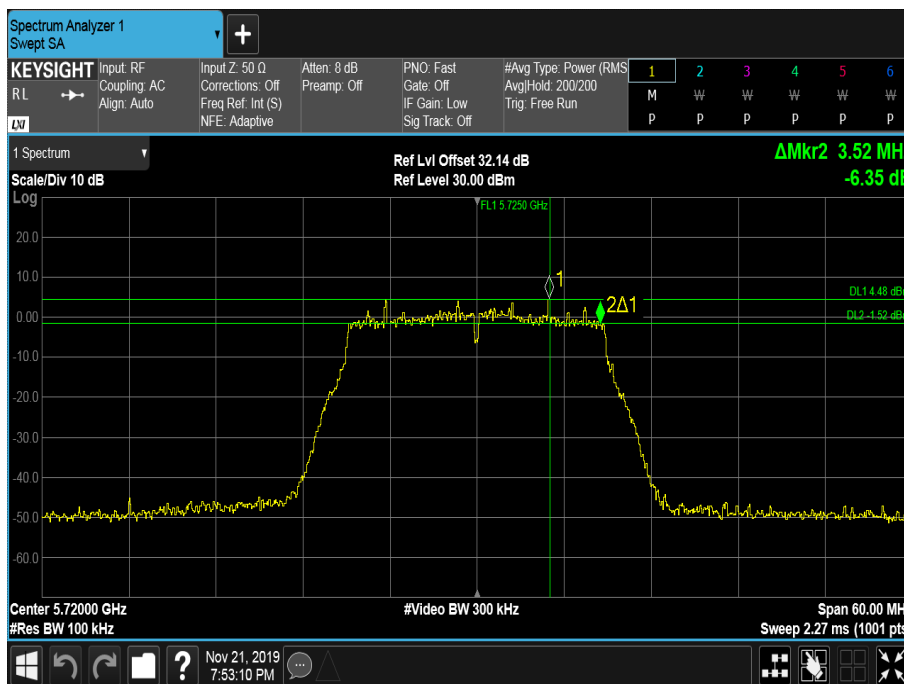 Spectrum Analyzer 1
Swept SA
KEYSIGHT
R L
LXI
Input: RF
Coupling: AC
Align: Auto
Input Z: 50 Ω
Corrections: Off
Freq Ref: Int (S)
NFE: Adaptive
Atten: 8 dB
Preamp: Off
PNO: Fast
Gate: Off
IF Gain: Low
Sig Track: Off
#Avg Type: Power (RMS
Avg|Hold: 200/200
Trig: Free Run
1 2 3 4 5 6
M W W W W W
P P P P P P
1 Spectrum
Scale/Div 10 dB
Log
Ref Lvl Offset 32.14 dB
Ref Level 30.00 dBm
ΔMkr2 3.52 MH
-6.35 dB
FL1 5.7250 GHz
20.0
10.0
0.00
-10.0
-20.0
-30.0
-40.0
-50.0
-60.0
1
2Δ1
DL1 4.48 dB
DL2 -1.52 dB
Center 5.72000 GHz
#Res BW 100 kHz
#Video BW 300 kHz
Span 60.00 MH
Sweep 2.27 ms (1001 pts
?
Nov 21, 2019
7:53:10 PM